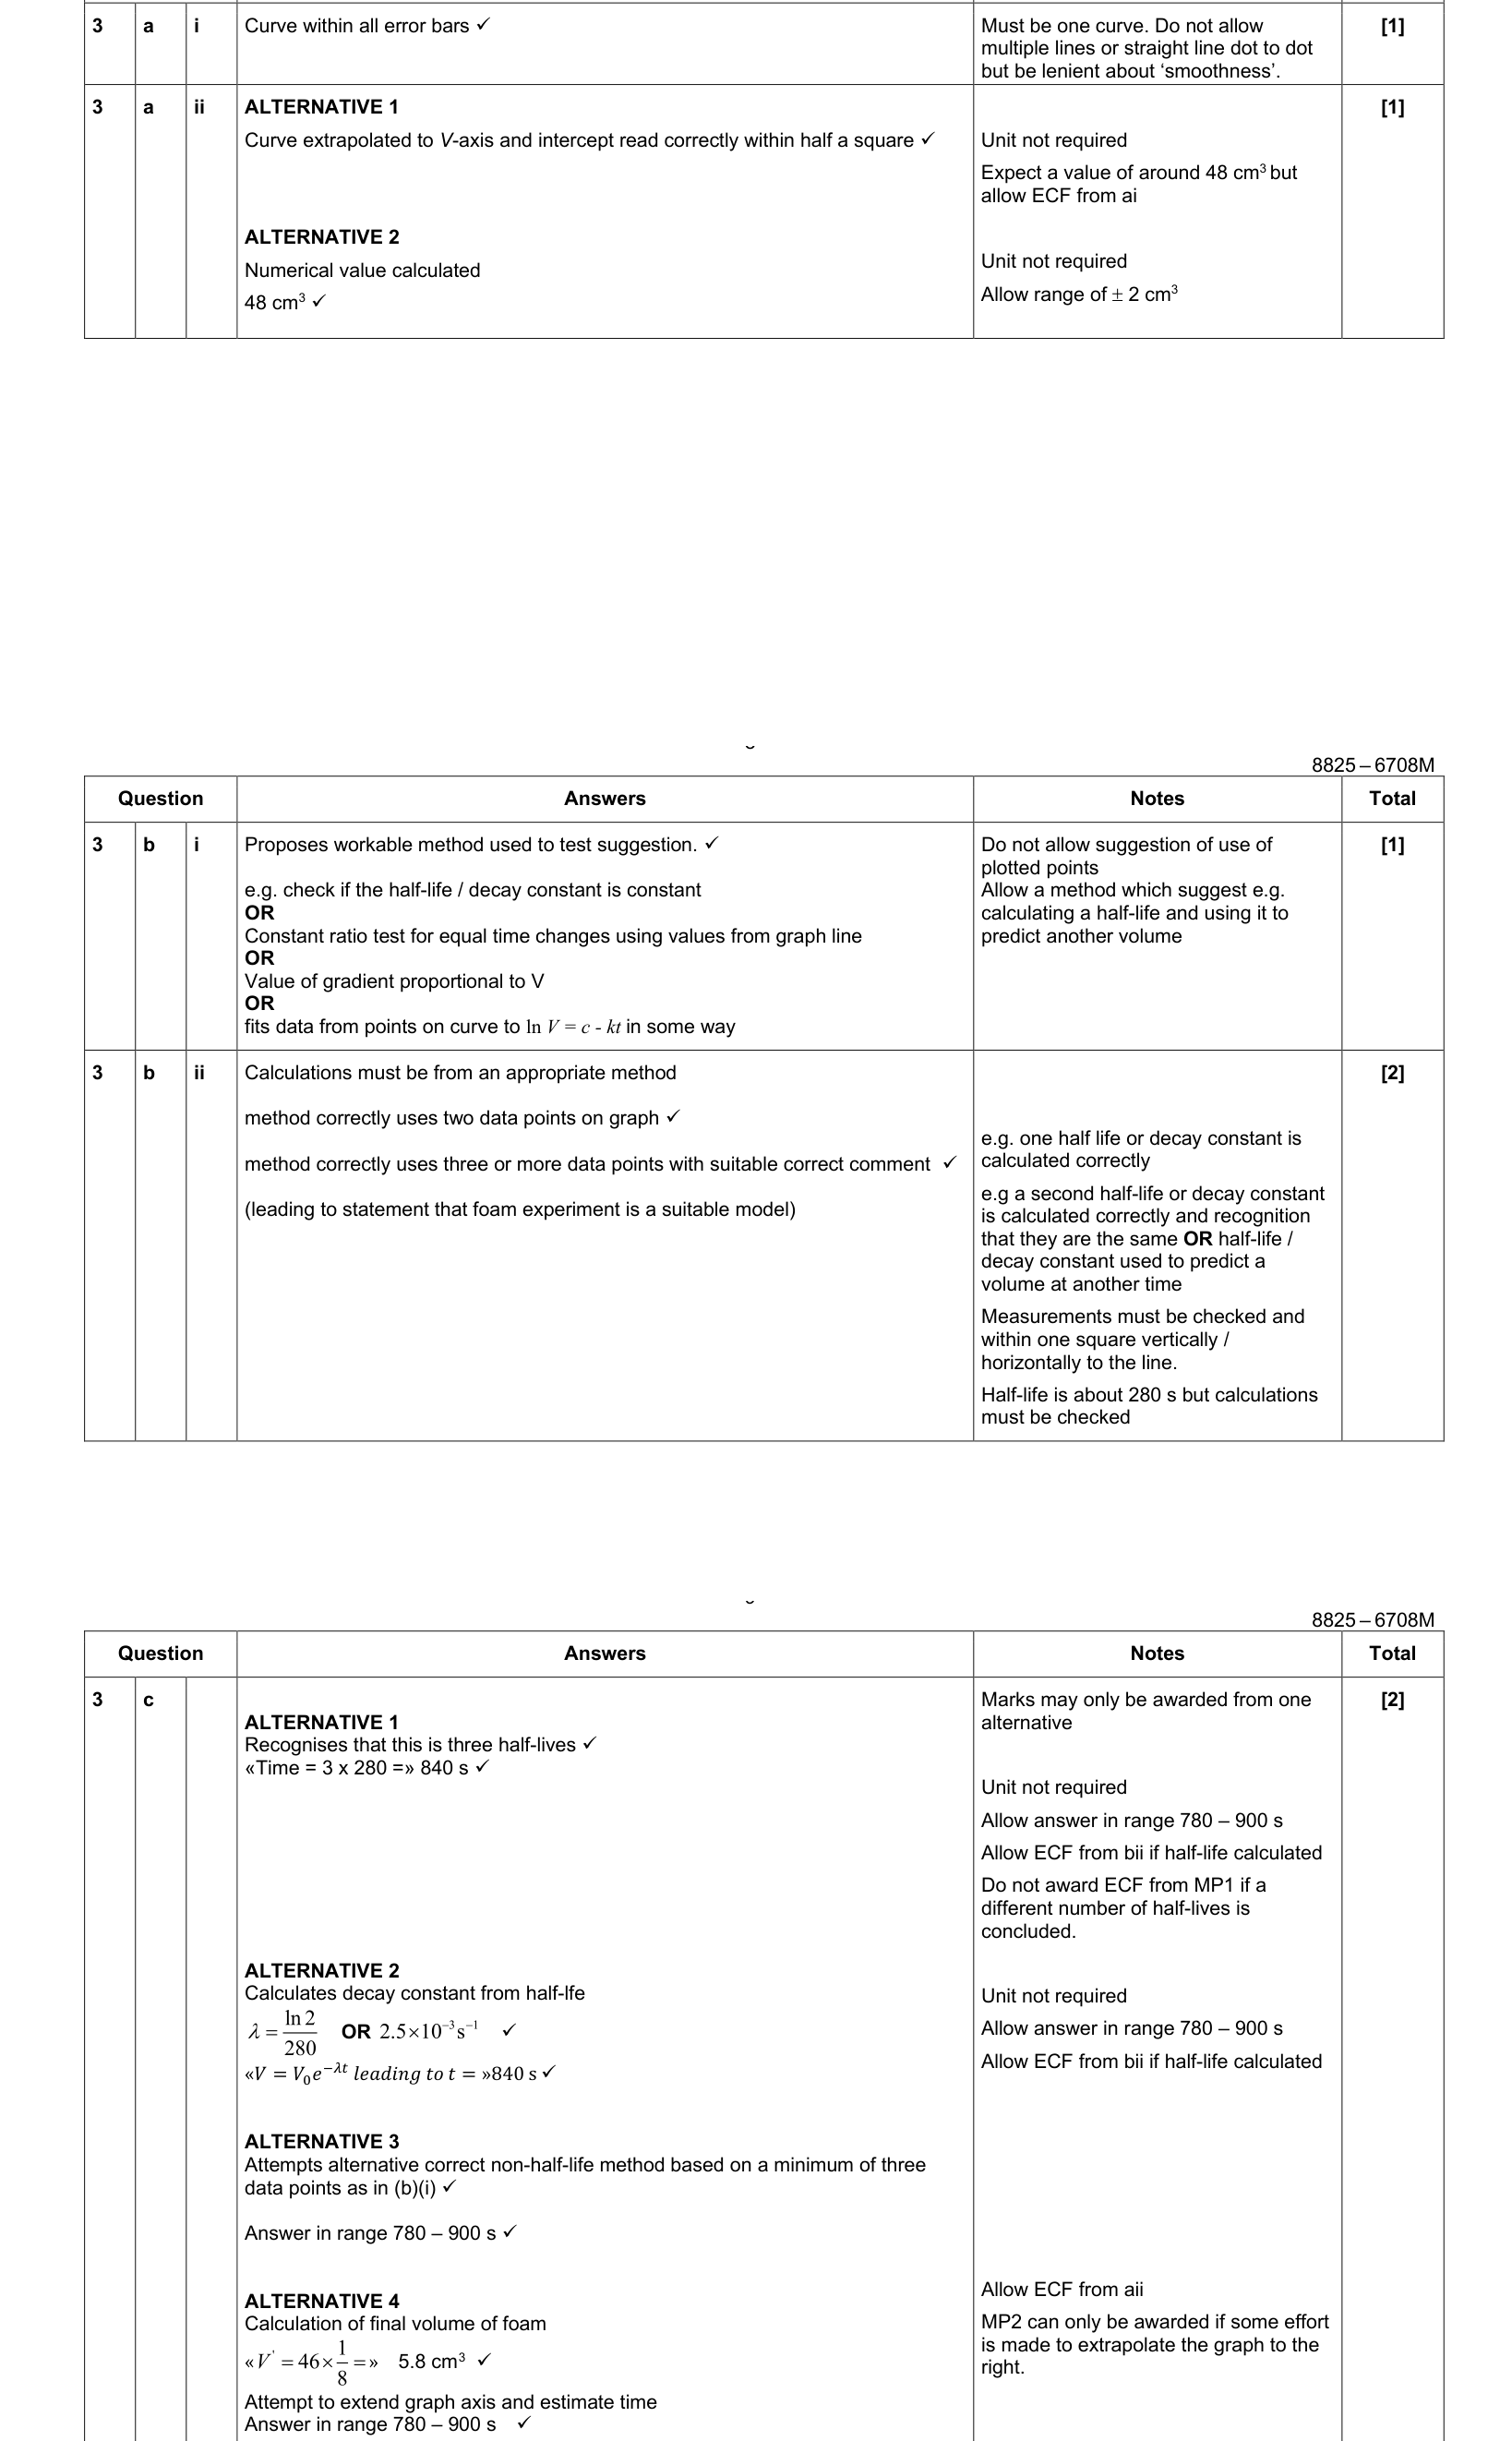 3 a i Curve within all error bars ✓ Must be one curve. Do not allow [1]
multiple lines or straight line dot to dot
but be lenient about ‘smoothness’.
3 a ii ALTERNATIVE 1 [1]
Curve extrapolated to V-axis and intercept read correctly within half a square ✓ Unit not required
Expect a value of around 48 cm³ but
allow ECF from ai
ALTERNATIVE 2
Unit not required
Numerical value calculated
Allow range of ± 2 cm³
48 cm³ ✓
8825 – 6708M
Question Answers Notes Total
3 b i Proposes workable method used to test suggestion. ✓ Do not allow suggestion of use of [1]
plotted points
e.g. check if the half-life / decay constant is constant Allow a method which suggest e.g.
OR calculating a half-life and using it to
Constant ratio test for equal time changes using values from graph line predict another volume
OR
Value of gradient proportional to V
OR
fits data from points on curve to ln V = c - kt in some way
3 b ii Calculations must be from an appropriate method [2]
method correctly uses two data points on graph ✓
e.g. one half life or decay constant is
calculated correctly
method correctly uses three or more data points with suitable correct comment ✓
e.g a second half-life or decay constant
(leading to statement that foam experiment is a suitable model) is calculated correctly and recognition
that they are the same OR half-life /
decay constant used to predict a
volume at another time
Measurements must be checked and
within one square vertically /
horizontally to the line.
Half-life is about 280 s but calculations
must be checked
8825 – 6708M
Question Answers Notes Total
3 c Marks may only be awarded from one [2]
alternative
ALTERNATIVE 1
Recognises that this is three half-lives ✓
«Time = 3 x 280 =» 840 s ✓
Unit not required
Allow answer in range 780 – 900 s
Allow ECF from bii if half-life calculated
Do not award ECF from MP1 if a
different number of half-lives is
concluded.
ALTERNATIVE 2
Calculates decay constant from half-lfe
Unit not required
λ = ln 2 / 280 OR 2.5×10⁻³s⁻¹ ✓
Allow answer in range 780 – 900 s
Allow ECF from bii if half-life calculated
«V = V₀e^(−λt) leading to t = »840 s ✓
ALTERNATIVE 3
Attempts alternative correct non-half-life method based on a minimum of three
data points as in (b)(i) ✓
Answer in range 780 – 900 s ✓
ALTERNATIVE 4
Allow ECF from aii
Calculation of final volume of foam
MP2 can only be awarded if some effort
is made to extrapolate the graph to the
right.
«V' = 46 × 1/8 =» 5.8 cm³ ✓
Attempt to extend graph axis and estimate time
Answer in range 780 – 900 s ✓